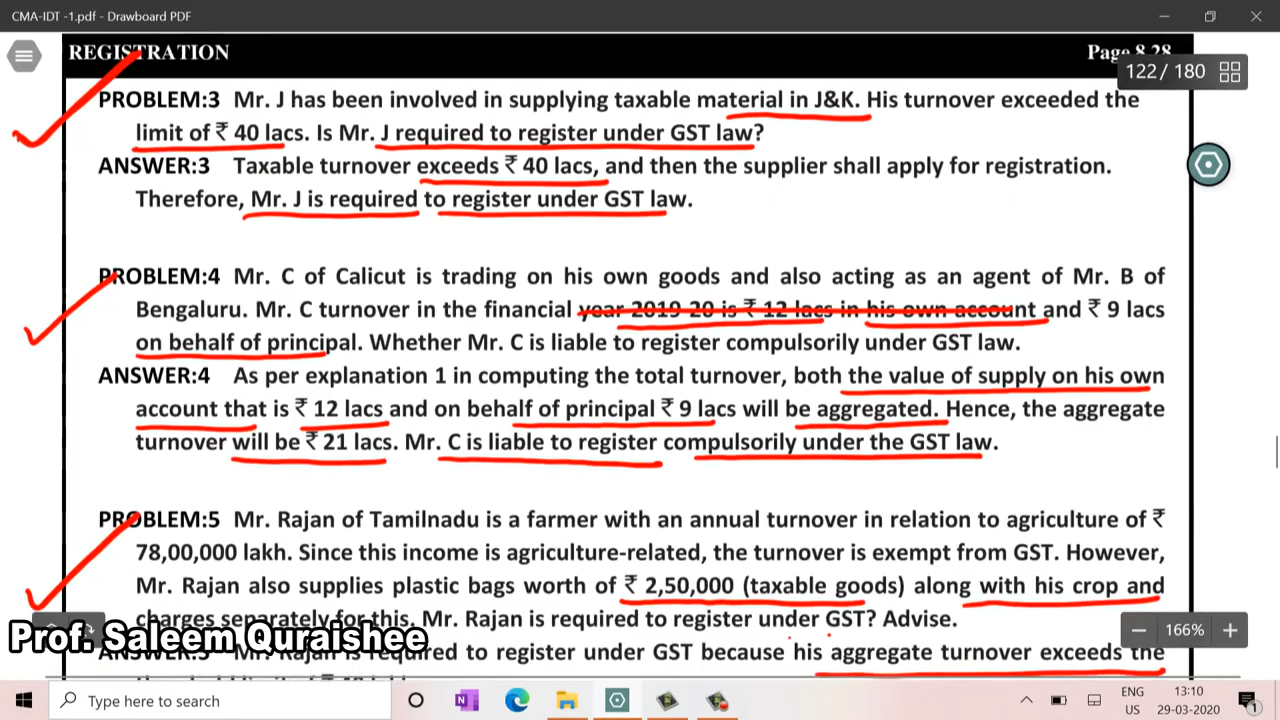 CMA-IDT -1.pdf - Drawboard PDF
REGISTRATION Page 8.28
122 / 180
PROBLEM:3 Mr. J has been involved in supplying taxable material in J&K. His turnover exceeded the
limit of ₹ 40 lacs. Is Mr. J required to register under GST law?
ANSWER:3 Taxable turnover exceeds ₹ 40 lacs, and then the supplier shall apply for registration.
Therefore, Mr. J is required to register under GST law.
PROBLEM:4 Mr. C of Calicut is trading on his own goods and also acting as an agent of Mr. B of
Bengaluru. Mr. C turnover in the financial year 2019-20 is ₹ 12 lacs in his own account and ₹ 9 lacs
on behalf of principal. Whether Mr. C is liable to register compulsorily under GST law.
ANSWER:4 As per explanation 1 in computing the total turnover, both the value of supply on his own
account that is ₹ 12 lacs and on behalf of principal ₹ 9 lacs will be aggregated. Hence, the aggregate
turnover will be ₹ 21 lacs. Mr. C is liable to register compulsorily under the GST law.
PROBLEM:5 Mr. Rajan of Tamilnadu is a farmer with an annual turnover in relation to agriculture of ₹
78,00,000 lakh. Since this income is agriculture-related, the turnover is exempt from GST. However,
Mr. Rajan also supplies plastic bags worth of ₹ 2,50,000 (taxable goods) along with his crop and
charges separately for this. Mr. Rajan is required to register under GST? Advise.
Prof. Saleem Quraishee
166%
ANSWER:5 Mr. Rajan is required to register under GST because his aggregate turnover exceeds the
Type here to search
ENG
US
13:10
29-03-2020
1